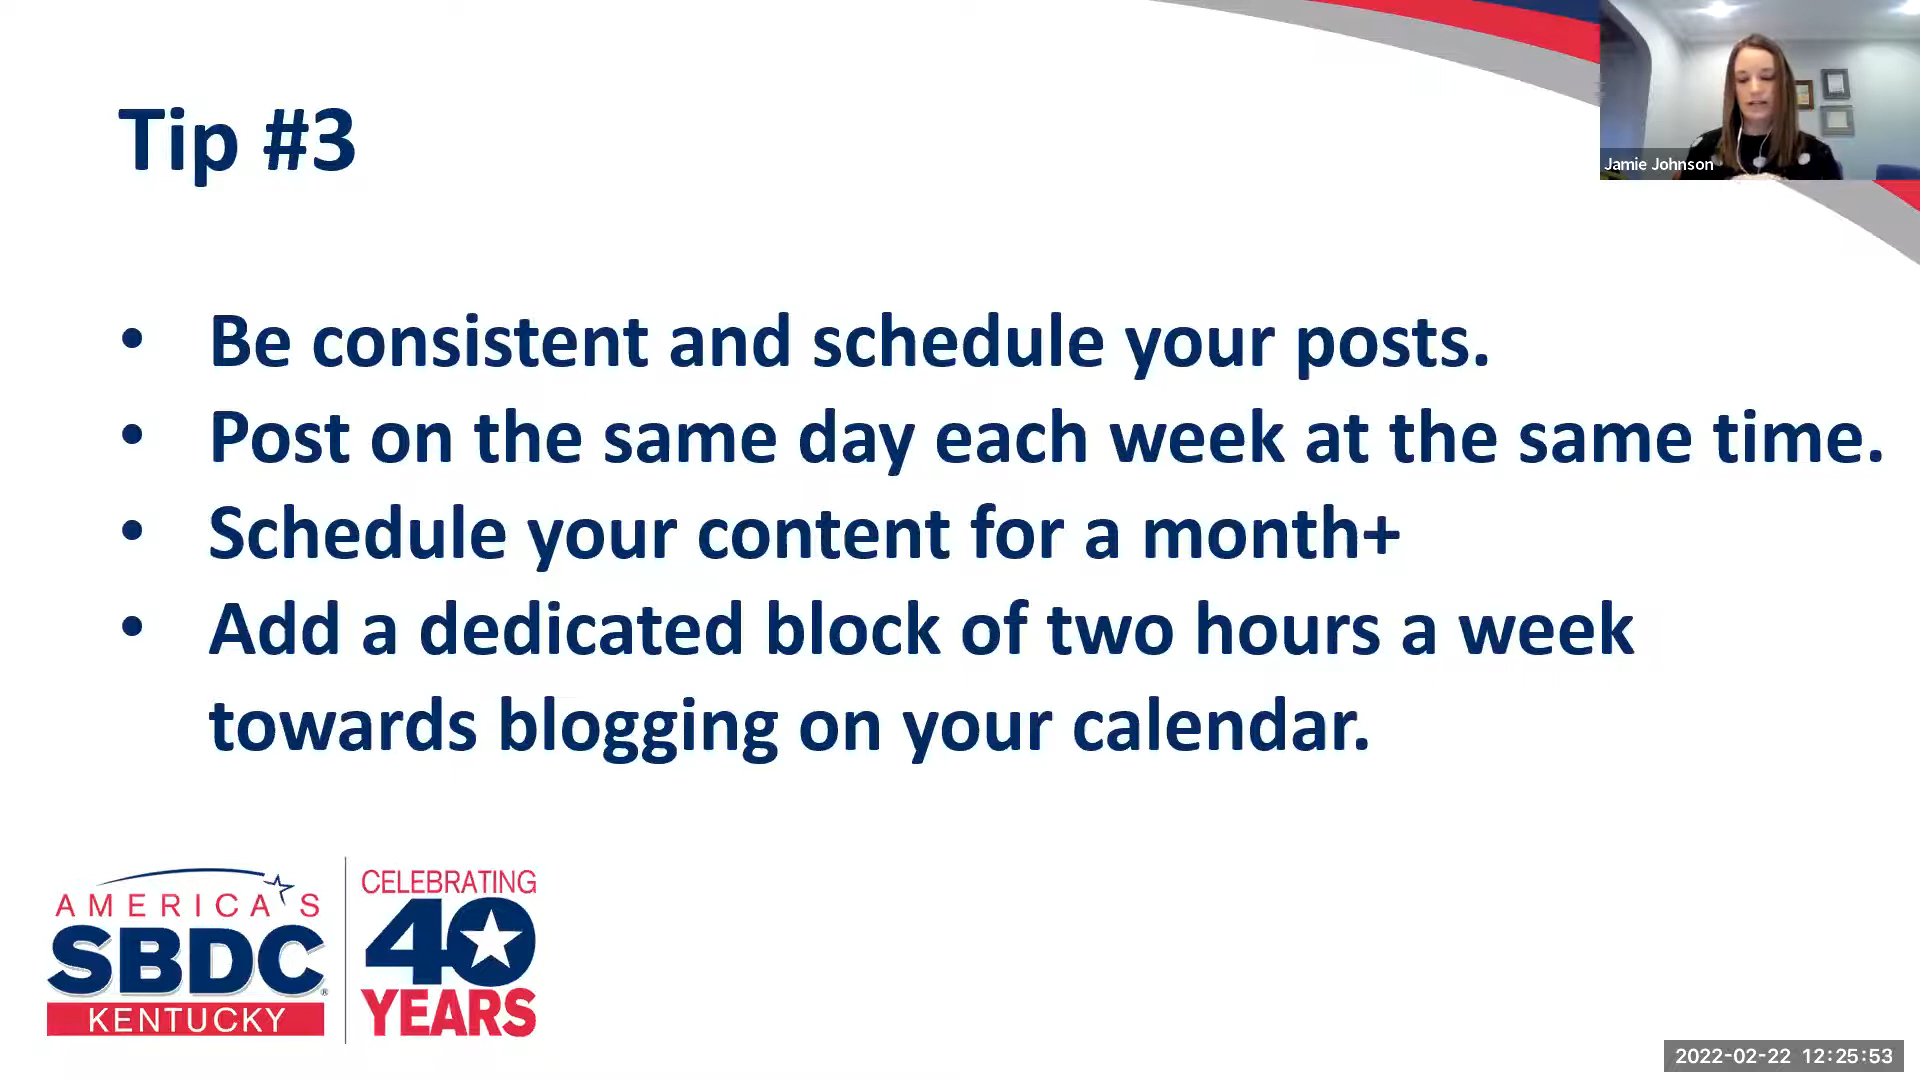 Tip #3
Jamie Johnson
• Be consistent and schedule your posts.
• Post on the same day each week at the same time.
• Schedule your content for a month+
• Add a dedicated block of two hours a week
towards blogging on your calendar.
AMERICA'S
SBDC®
KENTUCKY
CELEBRATING
40
YEARS
2022-02-22 12:25:53